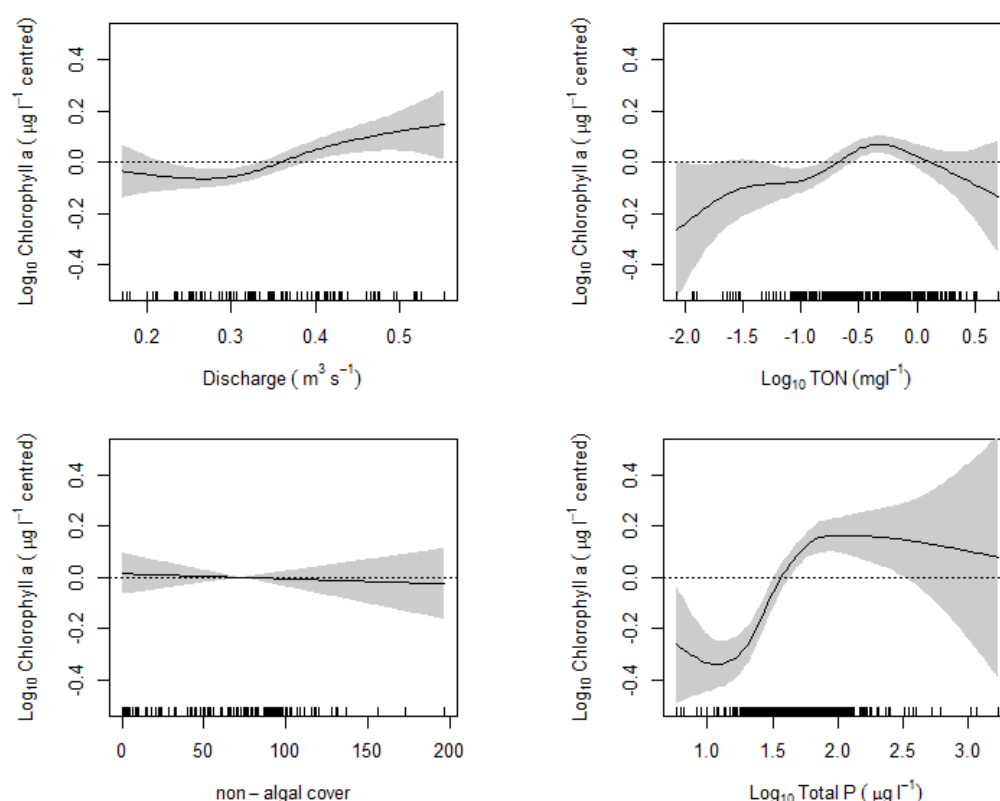 Log₁₀ Chlorophyll a ( μg l⁻¹ centred)
0.4
0.2
0.0
-0.2
-0.4
0.2 0.3 0.4 0.5
Discharge ( m³ s⁻¹)
Log₁₀ Chlorophyll a ( μg l⁻¹ centred)
0.4
0.2
0.0
-0.2
-0.4
-2.0 -1.5 -1.0 -0.5 0.0 0.5
Log₁₀ TON (mgl⁻¹)
Log₁₀ Chlorophyll a ( μg l⁻¹ centred)
0.4
0.2
0.0
-0.2
-0.4
0 50 100 150 200
non – algal cover
Log₁₀ Chlorophyll a ( μg l⁻¹ centred)
0.4
0.2
0.0
-0.2
-0.4
1.0 1.5 2.0 2.5 3.0
Log₁₀ Total P ( μg l⁻¹)